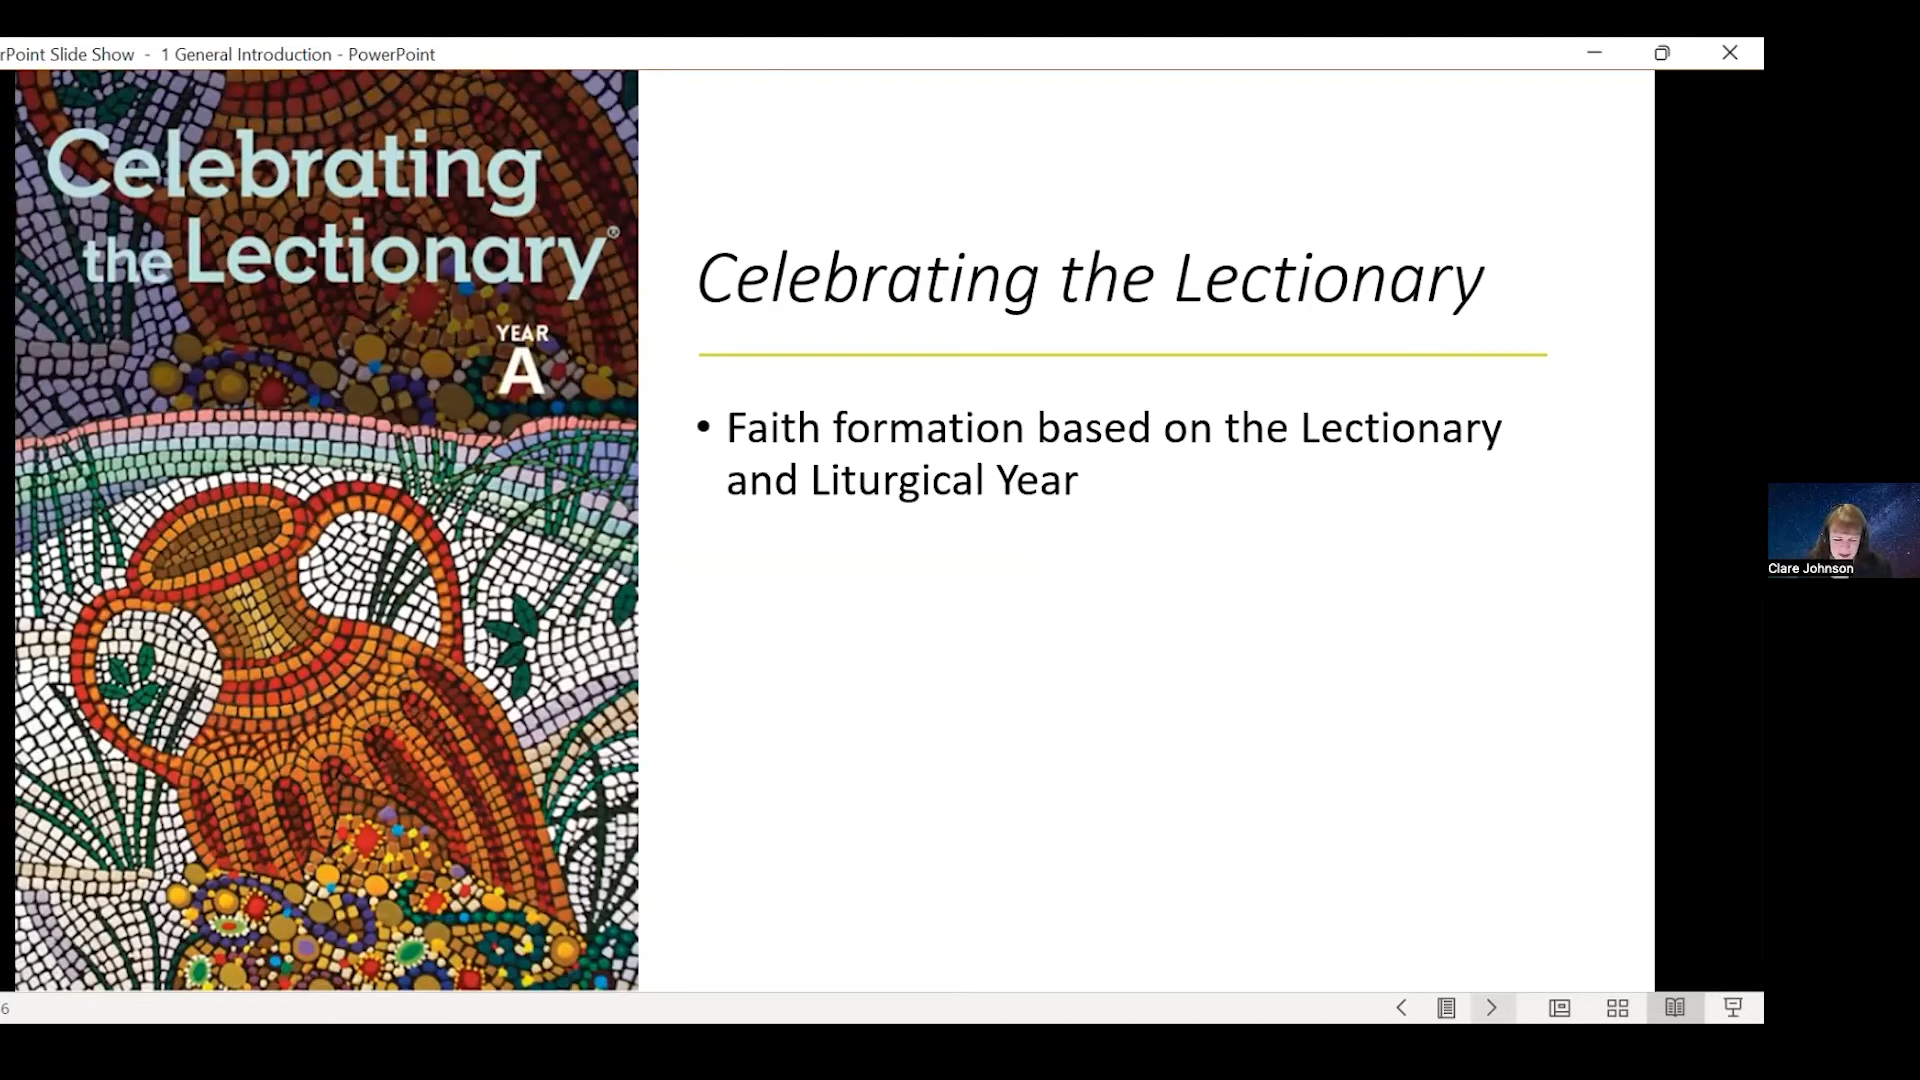 rPoint Slide Show - 1 General Introduction - PowerPoint
Celebrating
the Lectionary®
YEAR
A
Celebrating the Lectionary
• Faith formation based on the Lectionary
and Liturgical Year
Clare Johnson
6